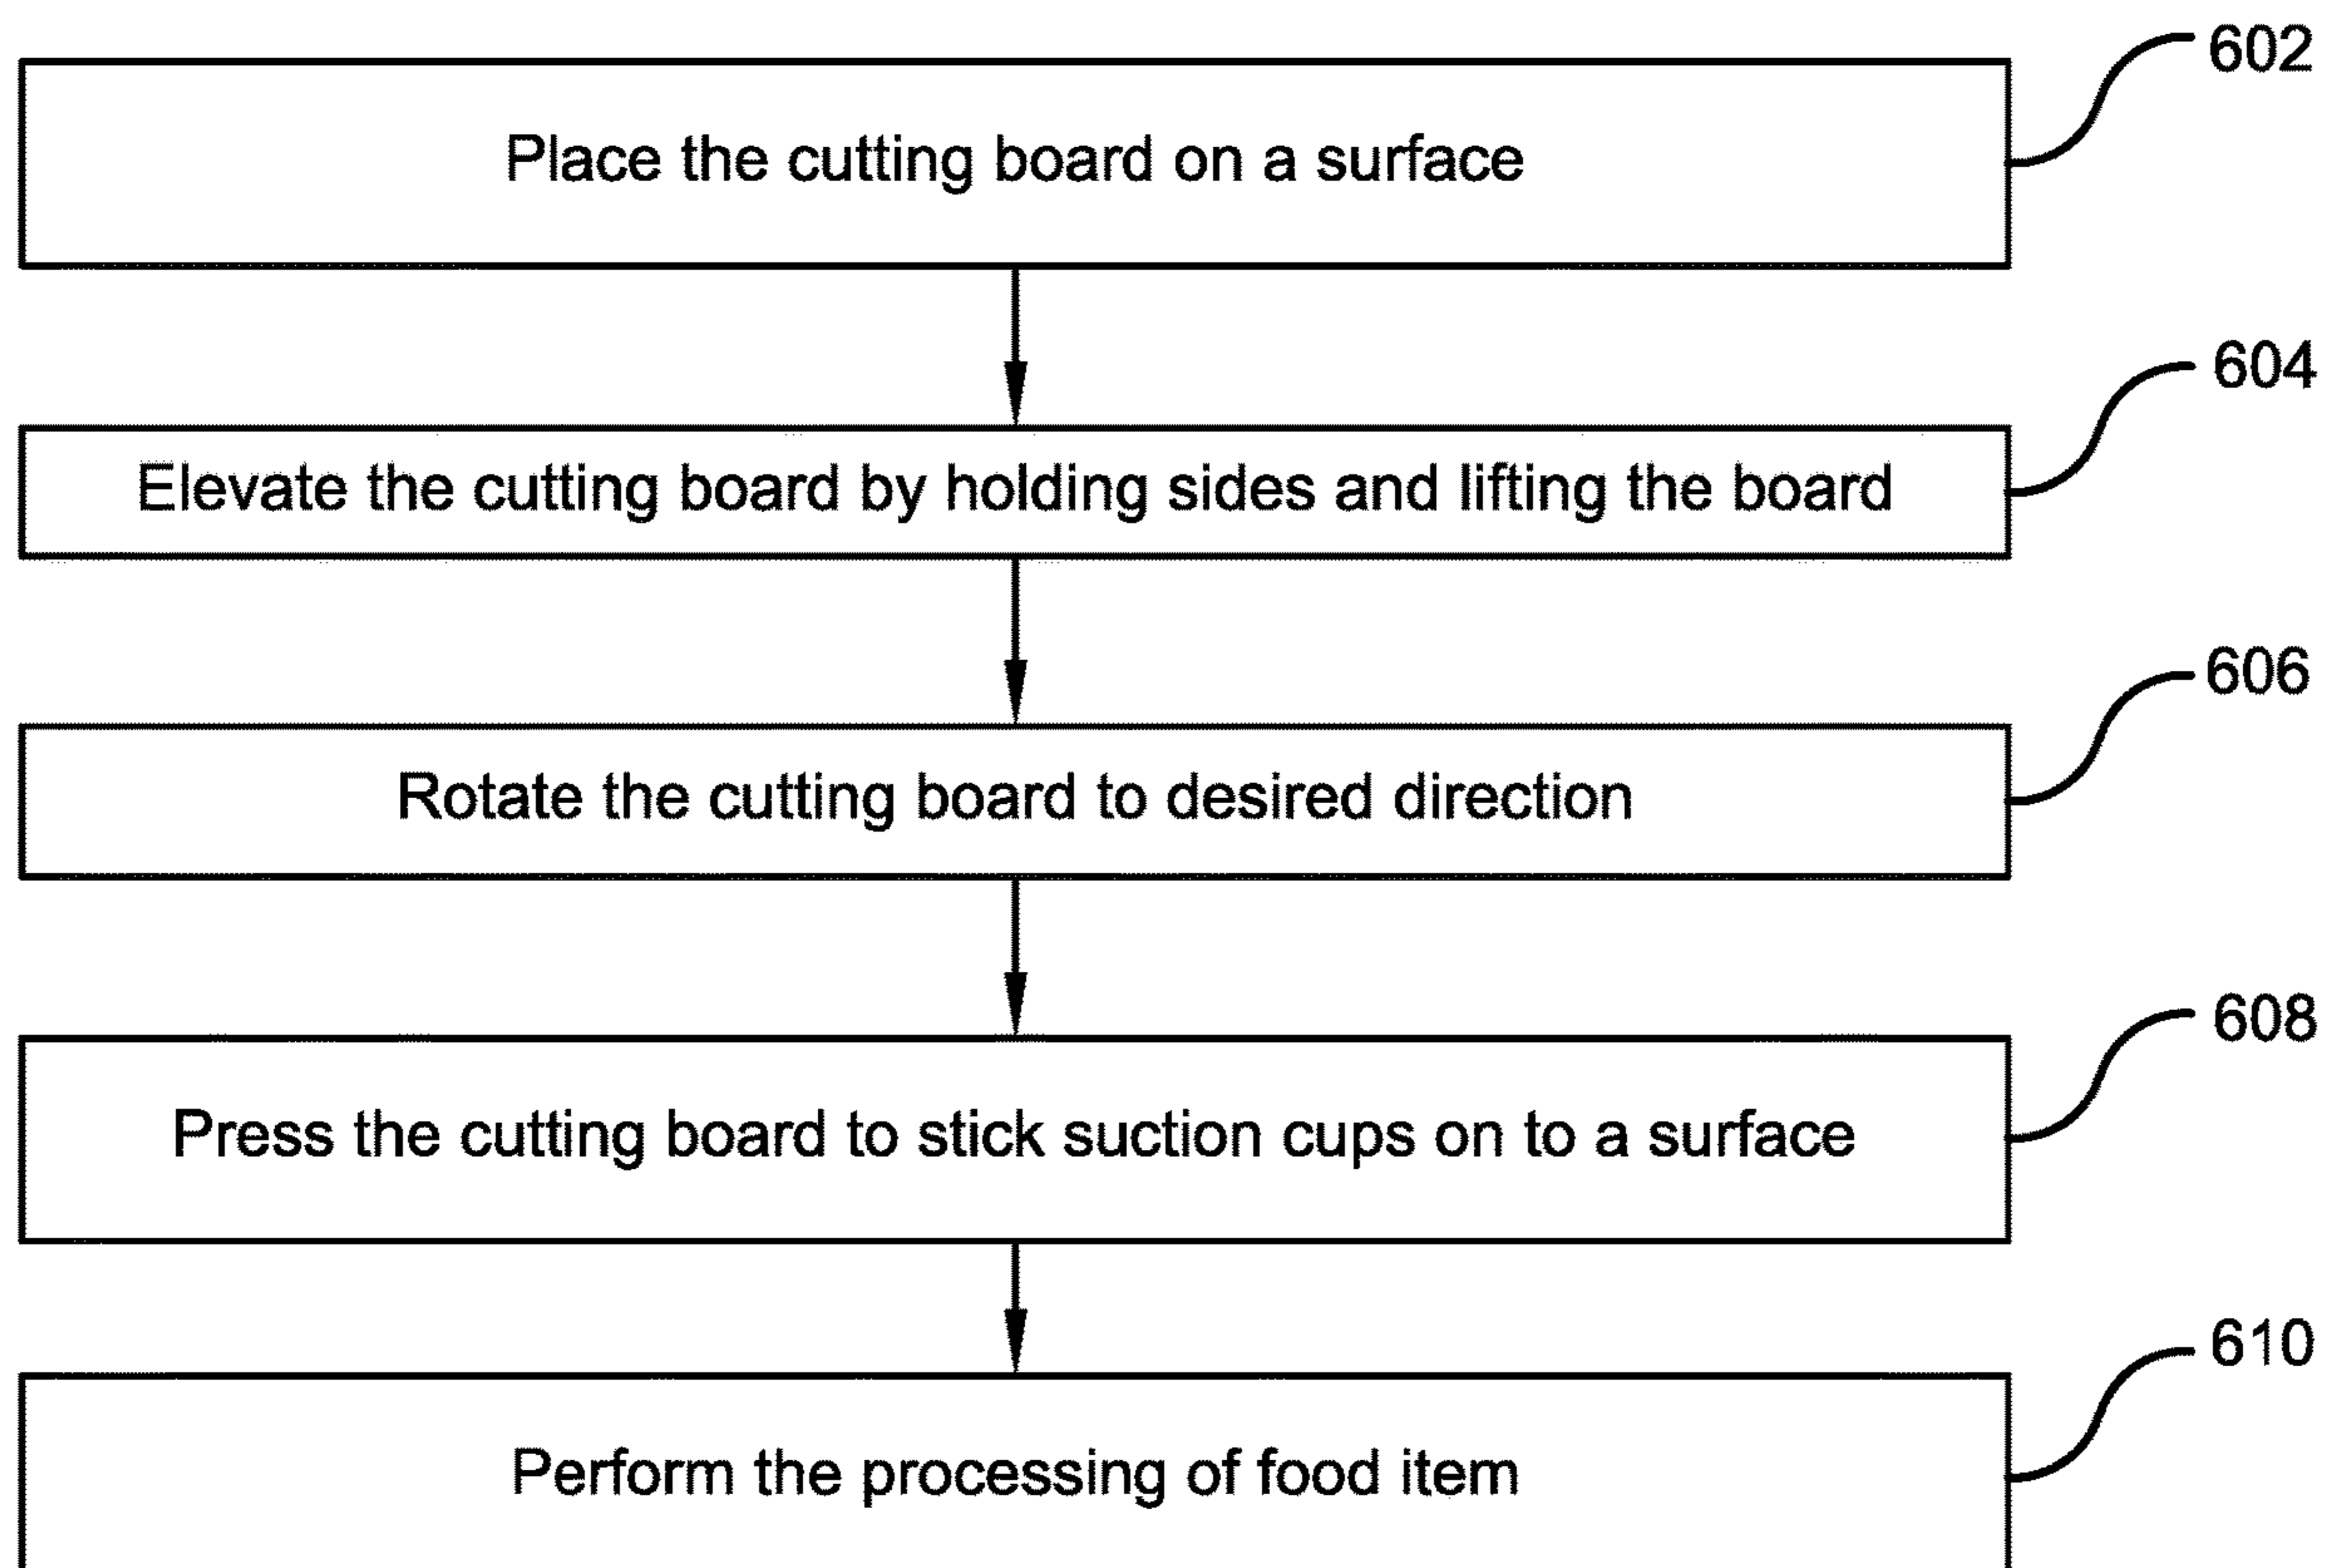 602
Place the cutting board on a surface
604
Elevate the cutting board by holding sides and lifting the board
606
Rotate the cutting board to desired direction
608
Press the cutting board to stick suction cups on to a surface
610
Perform the processing of food item